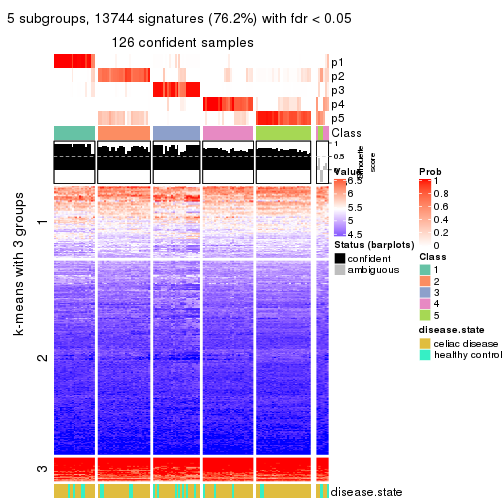 5 subgroups, 13744 signatures (76.2%) with fdr < 0.05
126 confident samples
p1
p2
p3
p4
p5
Class
1
0.5
silhouette
score
k-means with 3 groups
1
2
3
disease.state
Value
6.5
6
5.5
5
4.5
Status (barplots)
confident
ambiguous
Prob
1
0.8
0.6
0.4
0.2
0
Class
1
2
3
4
5
disease.state
celiac disease
healthy control